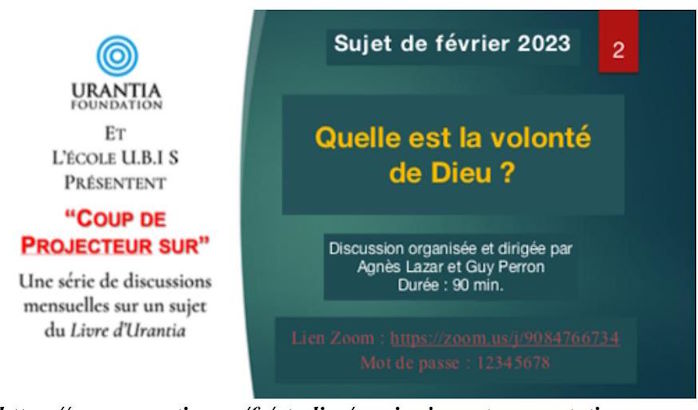 URANTIA
FOUNDATION
ET
L'ÉCOLE U.B.I S
PRÉSENTENT
“COUP DE
PROJECTEUR SUR”
Une série de discussions
mensuelles sur un sujet
du Livre d'Urantia
Sujet de février 2023
2
Quelle est la volonté
de Dieu ?
Discussion organisée et dirigée par
Agnès Lazar et Guy Perron
Durée : 90 min.
Lien Zoom : https://zoom.us/j/9084766734
Mot de passe : 12345678